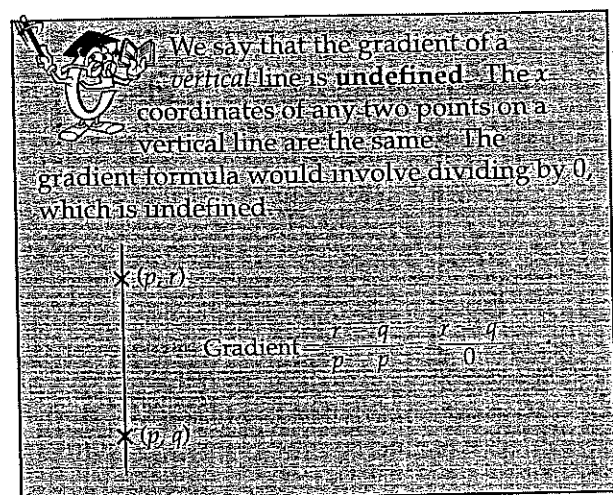 We say that the gradient of a
vertical line is undefined. The x
coordinates of any two points on a
vertical line are the same. The
gradient formula would involve dividing by 0,
which is undefined.
(p, r)
Gradient = r – q / p – p = r – q / 0
(p, q)